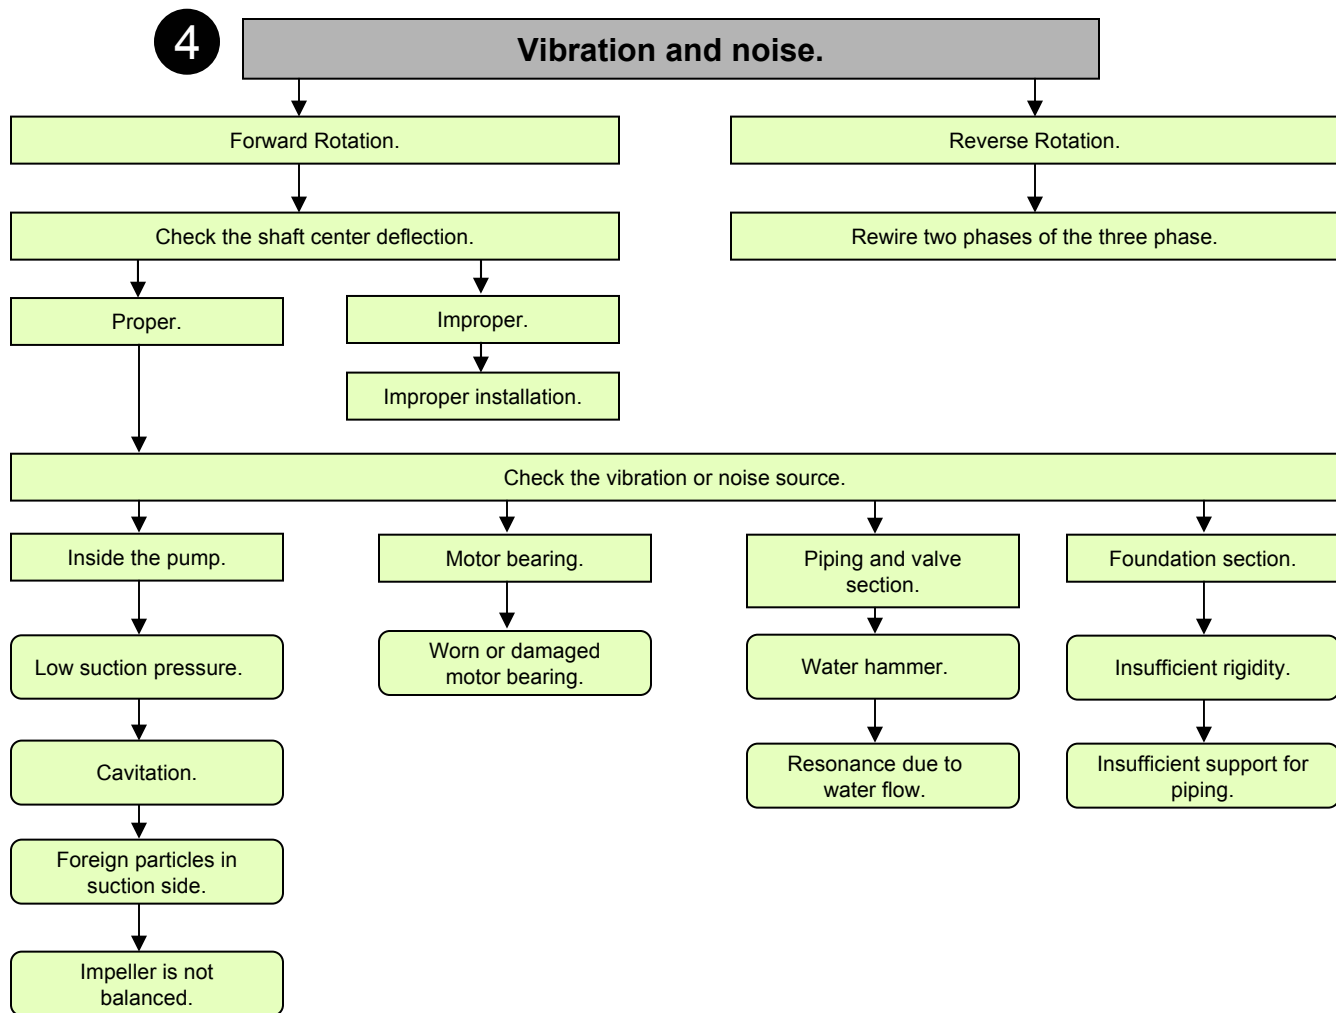 4
Vibration and noise.
Forward Rotation.
Reverse Rotation.
Check the shaft center deflection.
Rewire two phases of the three phase.
Proper.
Improper.
Improper installation.
Check the vibration or noise source.
Inside the pump.
Motor bearing.
Piping and valve
section.
Foundation section.
Low suction pressure.
Worn or damaged
motor bearing.
Water hammer.
Insufficient rigidity.
Cavitation.
Resonance due to
water flow.
Insufficient support for
piping.
Foreign particles in
suction side.
Impeller is not
balanced.